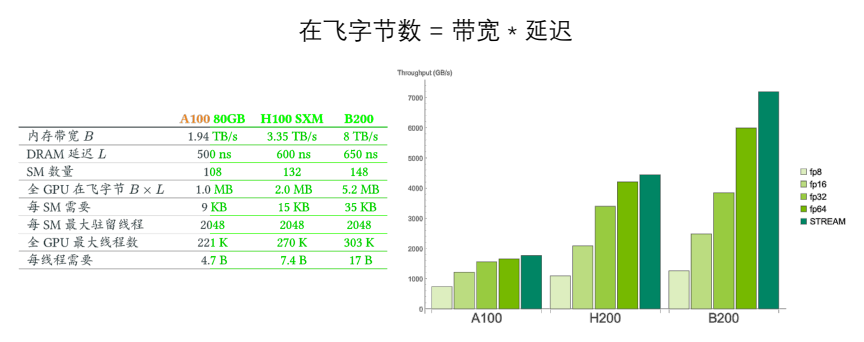 在飞字节数 = 带宽 * 延迟
A100 80GB H100 SXM B200
内存带宽 B 1.94 TB/s 3.35 TB/s 8 TB/s
DRAM 延迟 L 500 ns 600 ns 650 ns
SM 数量 108 132 148
全 GPU 在飞字节 B × L 1.0 MB 2.0 MB 5.2 MB
每 SM 需要 9 KB 15 KB 35 KB
每 SM 最大驻留线程 2048 2048 2048
全 GPU 最大线程数 221 K 270 K 303 K
每线程需要 4.7 B 7.4 B 17 B
Throughput (GB/s)
7000
6000
5000
4000
3000
2000
1000
0
A100 H200 B200
fp8
fp16
fp32
fp64
STREAM